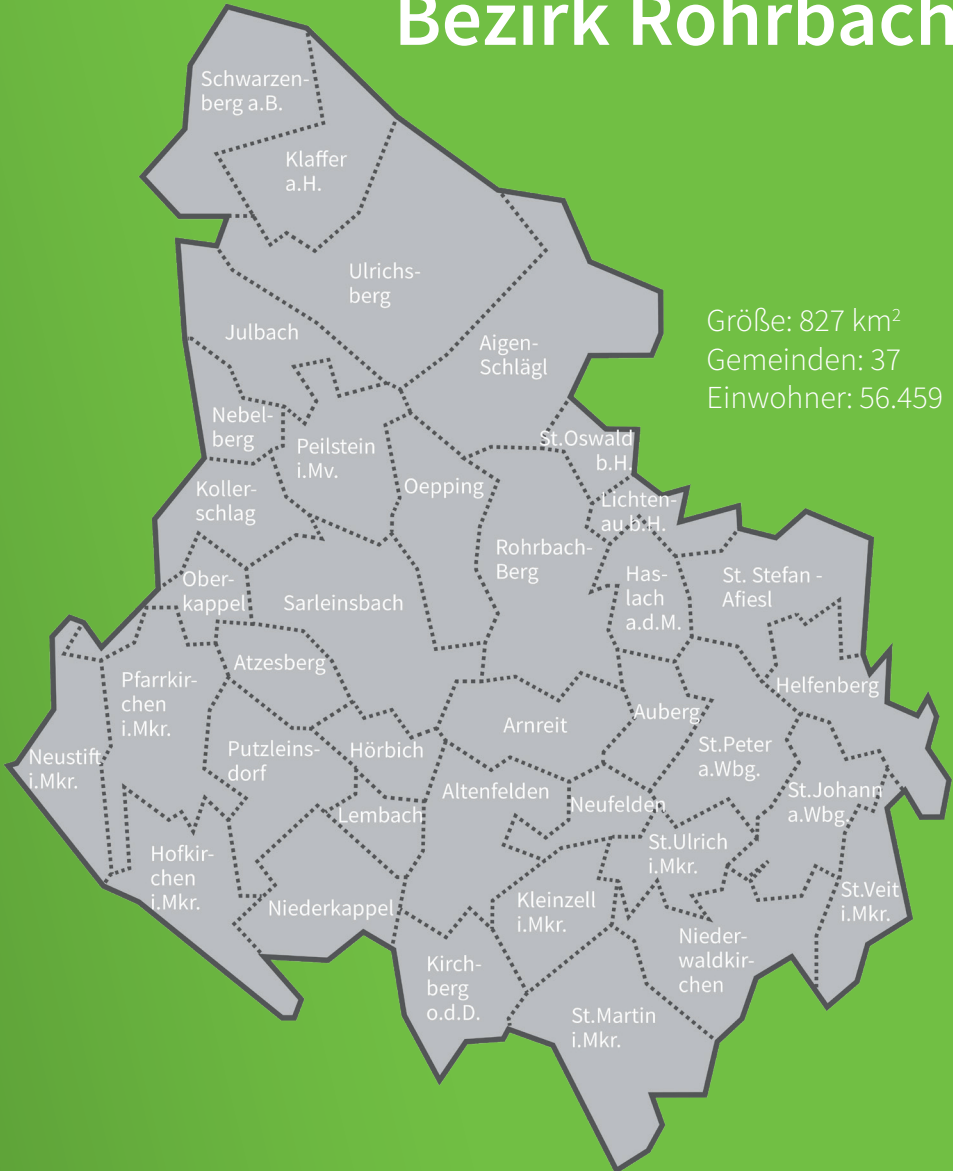 Bezirk Rohrbach
Schwarzen-
berg a.B.
Klaffer
a.H.
Ulrichs-
berg
Größe: 827 km²
Gemeinden: 37
Einwohner: 56.459
Julbach
Aigen-
Schlägl
Nebel-
berg
Peilstein
i.Mv.
St.Oswald
b.H.
Oepping
Koller-
schlag
Lichten-
au b.H.
Rohrbach-
Berg
Ober-
kappel
Sarleinsbach
Has-
lach
a.d.M.
St. Stefan -
Afiesl
Atzesberg
Helfenberg
Pfarrkir-
chen
i.Mkr.
Auberg
Arnreit
Neustift
i.Mkr.
Putzleins-
dorf
Hörbich
St.Peter
a.Wbg.
Altenfelden
Neufelden
St.Johann
a.Wbg.
Lembach
Hofkir-
chen
i.Mkr.
St.Ulrich
i.Mkr.
Niederkappel
Kleinzell
i.Mkr.
St.Veit
i.Mkr.
Nieder-
waldkir-
chen
Kirch-
berg
o.d.D.
St.Martin
i.Mkr.